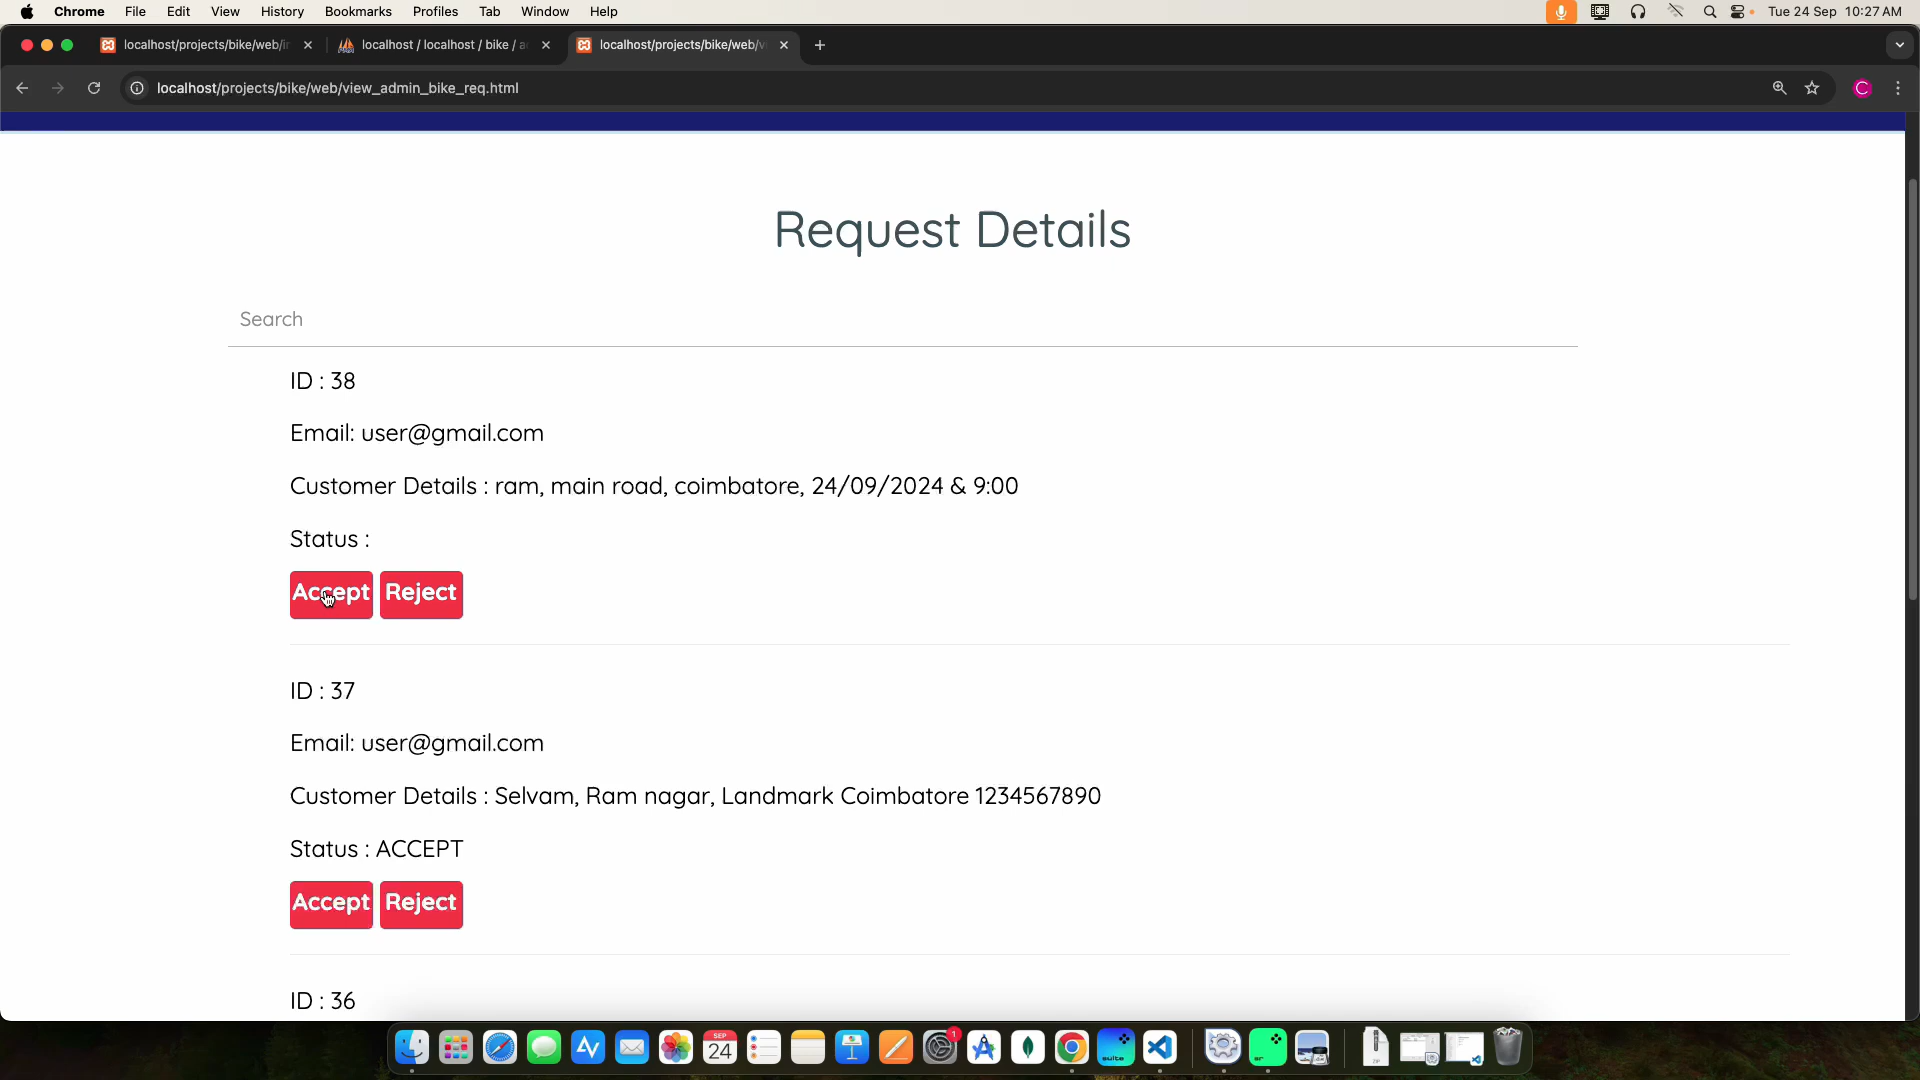 Chrome File Edit View History Bookmarks Profiles Tab Window Help Tue 24 Sep 10:27 AM
localhost/projects/bike/web/ localhost / localhost / bike / localhost/projects/bike/web/
localhost/projects/bike/web/view_admin_bike_req.html C
Request Details
Search
ID : 38
Email: user@gmail.com
Customer Details : ram, main road, coimbatore, 24/09/2024 & 9:00
Status :
Accept Reject
ID : 37
Email: user@gmail.com
Customer Details : Selvam, Ram nagar, Landmark Coimbatore 1234567890
Status : ACCEPT
Accept Reject
ID : 36
SEP
24
1
suite